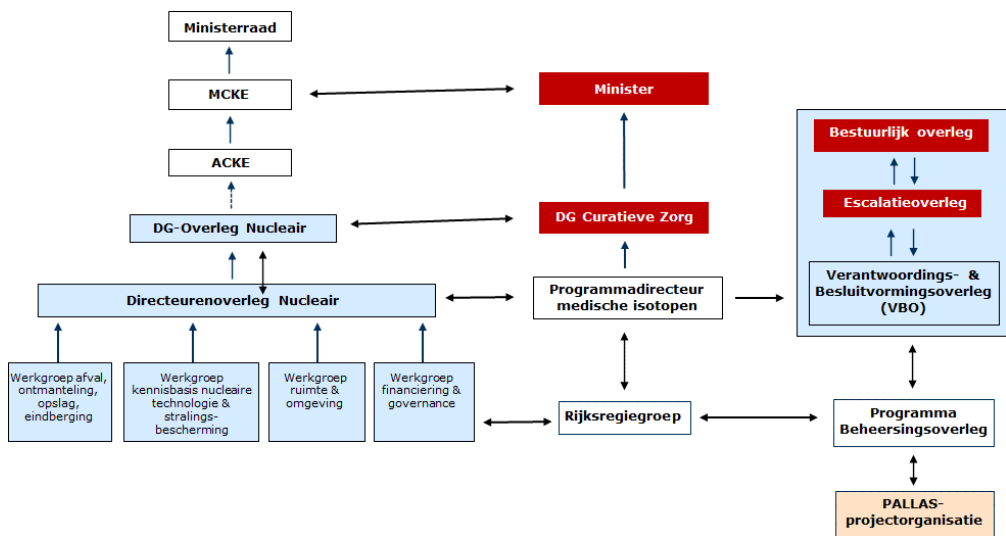 Ministerraad
MCKE
Minister
Bestuurlijk overleg
ACKE
Escalatieoverleg
DG-Overleg Nucleair
DG Curatieve Zorg
Verantwoordings- &
Besluitvormingsoverleg
(VBO)
Directeurenoverleg Nucleair
Programmadirecteur
medische isotopen
Werkgroep afval,
ontmanteling,
opslag,
eindberging
Werkgroep
kennisbasis nucleaire
technologie &
stralings-
bescherming
Werkgroep
ruimte &
omgeving
Werkgroep
financiering &
governance
Rijksregiegroep
Programma
Beheersingsoverleg
PALLAS-
projectorganisatie